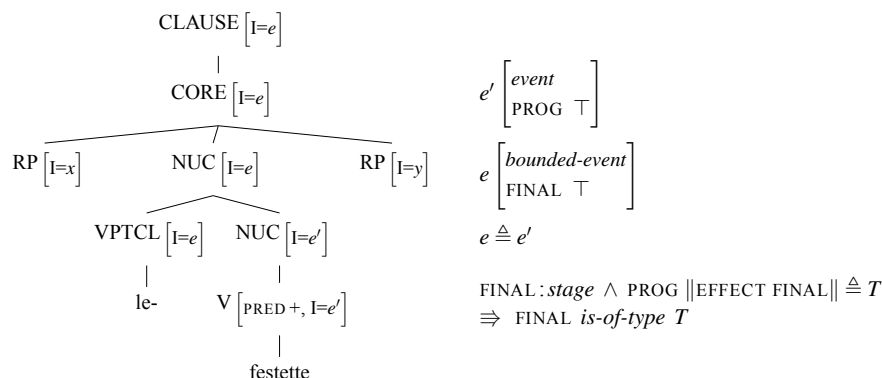 CLAUSE [I=e]
CORE [I=e]
RP [I=x] NUC [I=e] RP [I=y]
VPTCL [I=e] NUC [I=e′]
le- V [PRED +, I=e′]
festette
e′ [event
PROG ⊤]
e [bounded-event
FINAL ⊤]
e ≜ e′
FINAL : stage ∧ PROG ‖EFFECT FINAL‖ ≜ T
⇛ FINAL is-of-type T